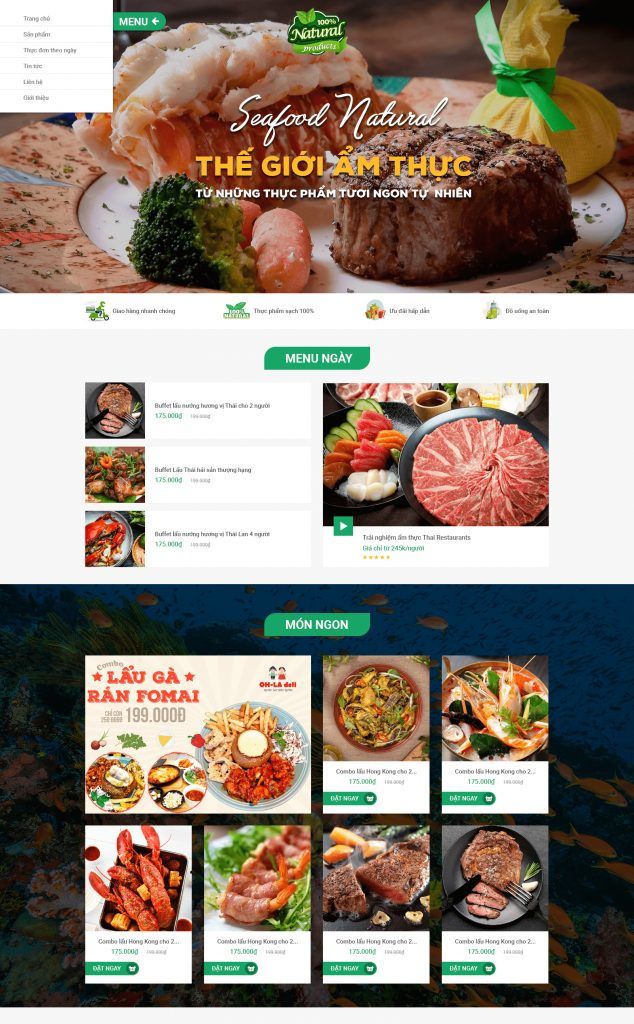 Trang chủ
Sản phẩm
Thực đơn theo ngày
Tin tức
Liên hệ
Giới thiệu
MENU
100%
Natural
products
Seafood Natural
THẾ GIỚI ẨM THỰC
TỪ NHỮNG THỰC PHẨM TƯƠI NGON TỰ NHIÊN
Giao hàng nhanh chóng
100%
NATURAL
Thực phẩm sạch 100%
Ưu đãi hấp dẫn
Đồ uống an toàn
MENU NGÀY
Buffet lẩu nướng hương vị Thái cho 2 người
175.000₫ 199.000₫
Buffet Lẩu Thái hải sản thượng hạng
175.000₫ 199.000₫
Buffet lẩu nướng hương vị Thái Lan 4 người
175.000₫ 199.000₫
Trải nghiệm ẩm thực Thai Restaurants
Giá chỉ từ 245k/người
MÓN NGON
Combo
LẨU GÀ
RÁN FOMAI
CHỈ CÒN
250.000Đ 199.000Đ
OH-LA deli
Combo lẩu Hong Kong cho 2...
175.000₫ 199.000₫
ĐẶT NGAY
Combo lẩu Hong Kong cho 2...
175.000₫ 199.000₫
ĐẶT NGAY
Combo lẩu Hong Kong cho 2...
175.000₫ 199.000₫
ĐẶT NGAY
Combo lẩu Hong Kong cho 2...
175.000₫ 199.000₫
ĐẶT NGAY
Combo lẩu Hong Kong cho 2...
175.000₫ 199.000₫
ĐẶT NGAY
Combo lẩu Hong Kong cho 2...
175.000₫ 199.000₫
ĐẶT NGAY